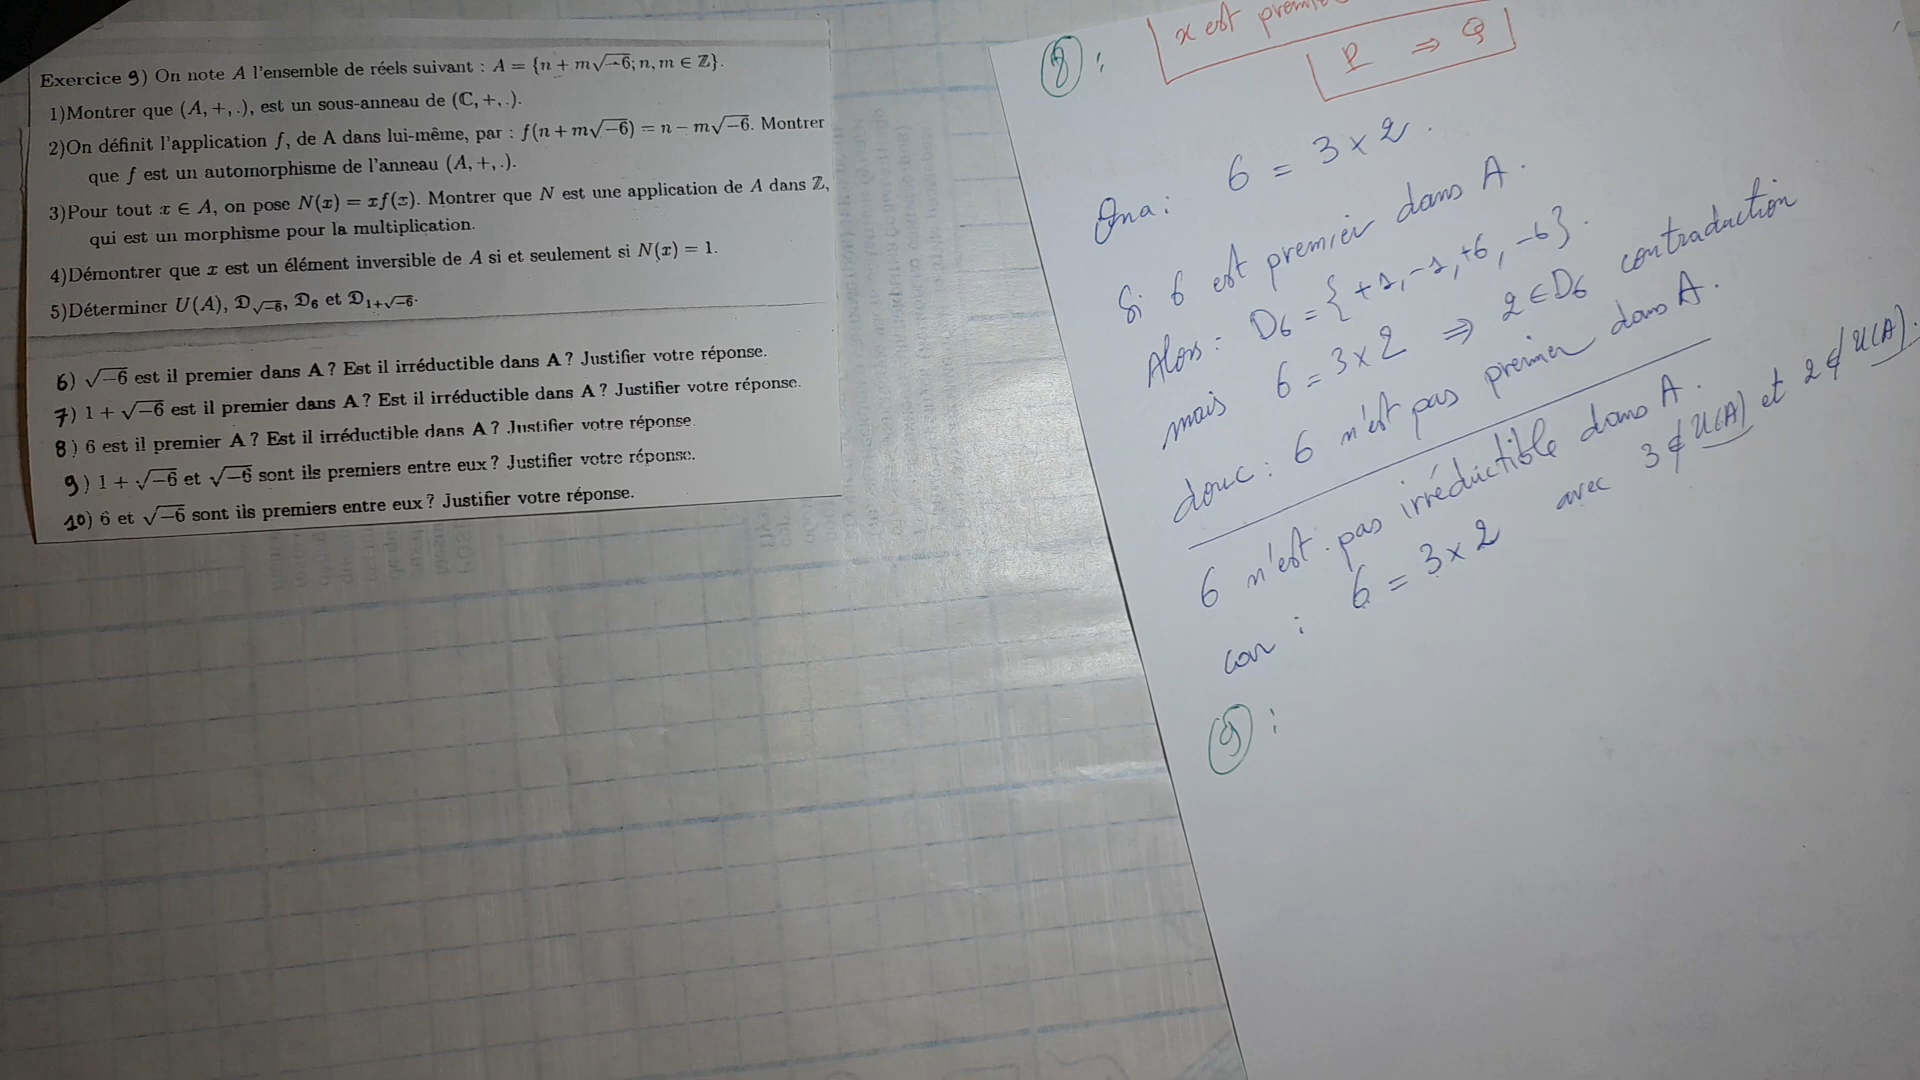 Exercice 9) On note A l'ensemble de réels suivant : A = {n + m√−6; n, m ∈ ℤ}.
1)Montrer que (A, +, .), est un sous-anneau de (ℂ, +, .).
2)On définit l'application f, de A dans lui-même, par : f(n + m√−6) = n − m√−6. Montrer
que f est un automorphisme de l'anneau (A, +, .).
3)Pour tout x ∈ A, on pose N(x) = xf(x). Montrer que N est une application de A dans ℤ,
qui est un morphisme pour la multiplication.
4)Démontrer que x est un élément inversible de A si et seulement si N(x) = 1.
5)Déterminer U(A), D√−6, D6 et D1+√−6.
6) √−6 est il premier dans A ? Est il irréductible dans A ? Justifier votre réponse.
7) 1 + √−6 est il premier dans A ? Est il irréductible dans A ? Justifier votre réponse.
8) 6 est il premier A ? Est il irréductible dans A ? Justifier votre réponse.
9) 1 + √−6 et √−6 sont ils premiers entre eux ? Justifier votre réponse.
10) 6 et √−6 sont ils premiers entre eux ? Justifier votre réponse.
x est premie
P ⇒ Q
8 :
Ona : 6 = 3 × 2 .
Si 6 est premier dans A .
Alors : D6 = { +1, −1, +6, −6 } .
mais 6 = 3 × 2 ⇒ 2 ∈ D6 contraduction
donc : 6 n'est pas premier dans A .
6 n'est pas irréductible dans A .
car : 6 = 3 × 2 avec 3 ∉ U(A) et 2 ∉ U(A).
9 :